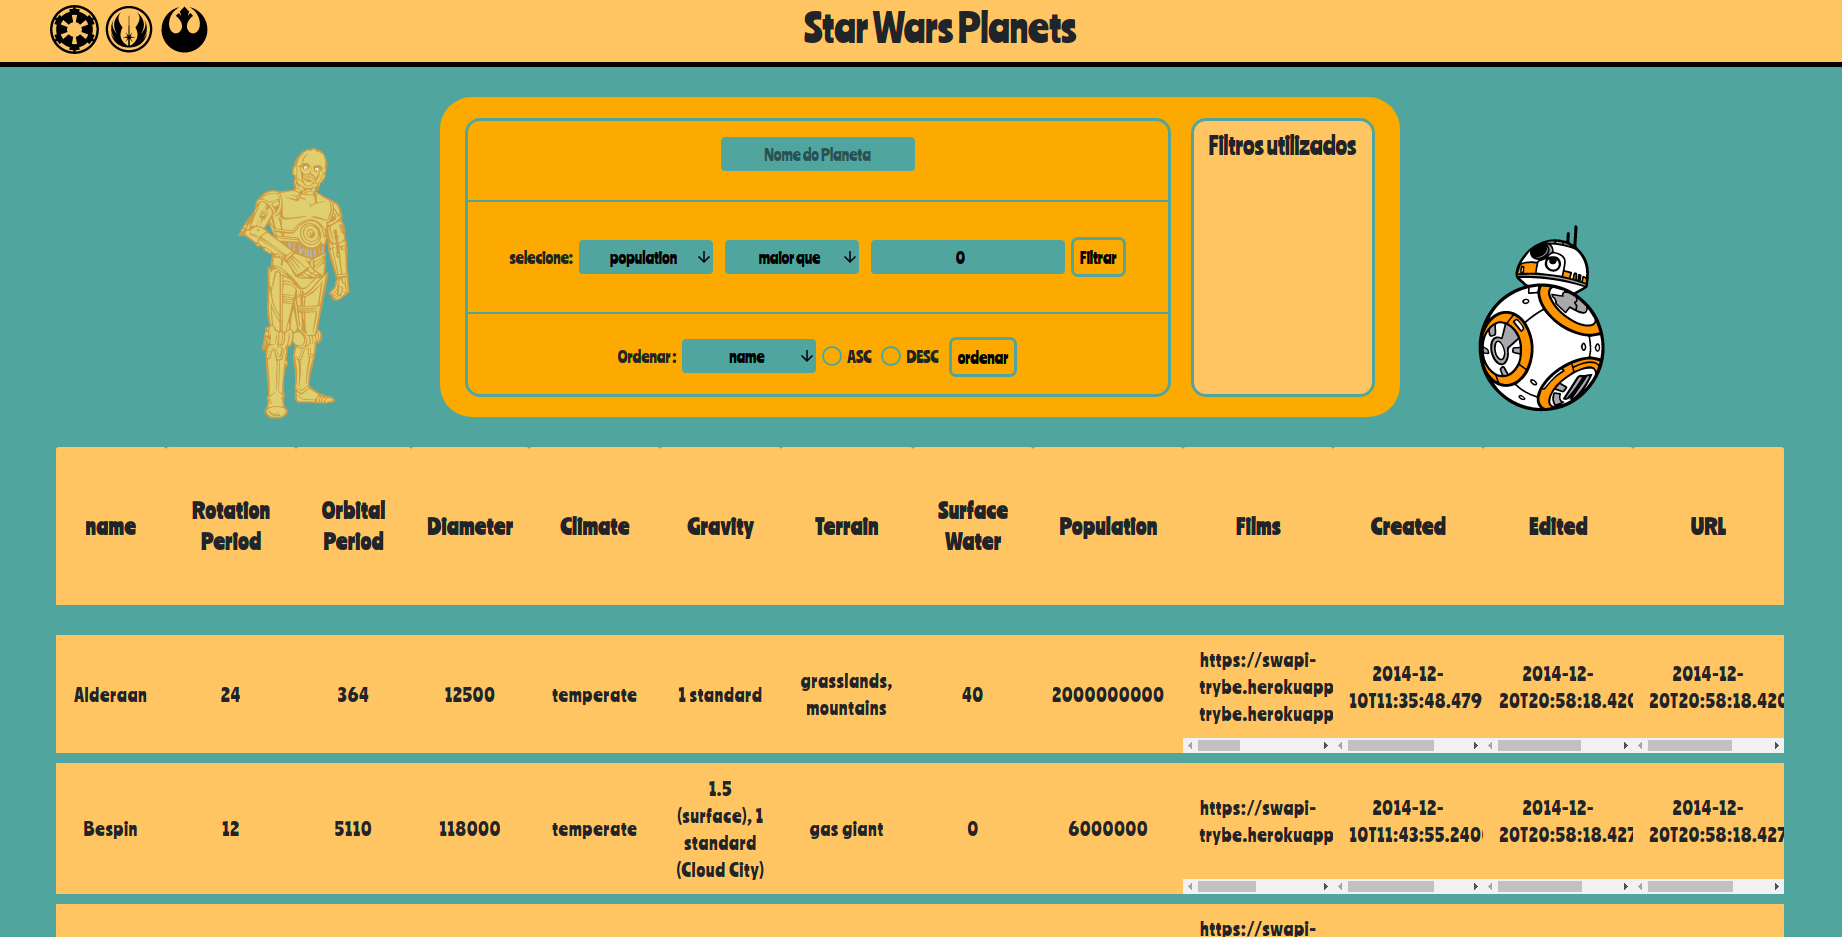 Star Wars Planets
Nome do Planeta
Filtros utilizados
selecione: population maior que 0 Filtrar
Ordenar : name ASC DESC ordenar
name Rotation Period Orbital Period Diameter Climate Gravity Terrain Surface Water Population Films Created Edited URL
Alderaan 24 364 12500 temperate 1 standard grasslands, mountains 40 2000000000
https://swapi-
trybe.herokuapp
trybe.herokuapp
2014-12-
10T11:35:48.479
2014-12-
20T20:58:18.420
2014-12-
20T20:58:18.420
Bespin 12 5110 118000 temperate
1.5
(surface), 1
standard
(Cloud City)
gas giant 0 6000000
https://swapi-
trybe.herokuapp
2014-12-
10T11:43:55.240
2014-12-
20T20:58:18.427
2014-12-
20T20:58:18.427
https://swapi-